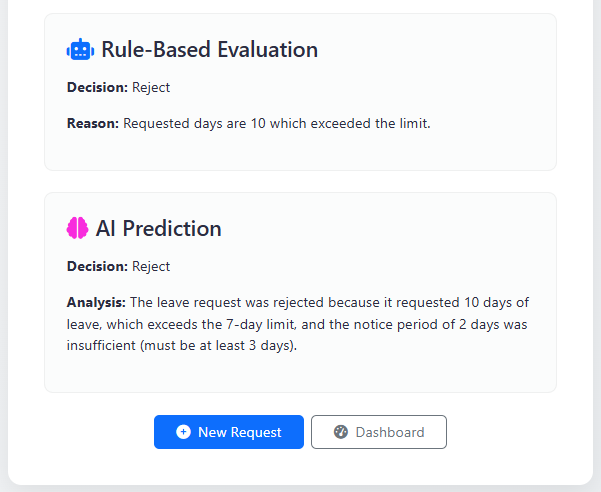 Rule-Based Evaluation
Decision: Reject
Reason: Requested days are 10 which exceeded the limit.
AI Prediction
Decision: Reject
Analysis: The leave request was rejected because it requested 10 days of
leave, which exceeds the 7-day limit, and the notice period of 2 days was
insufficient (must be at least 3 days).
New Request
Dashboard